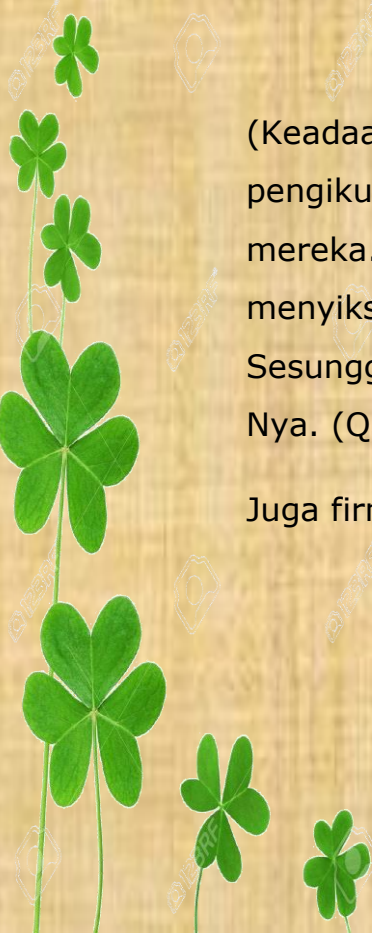 (Keadaa
pengiku
mereka.
menyiks
Sesungg
Nya. (Q
Juga firm